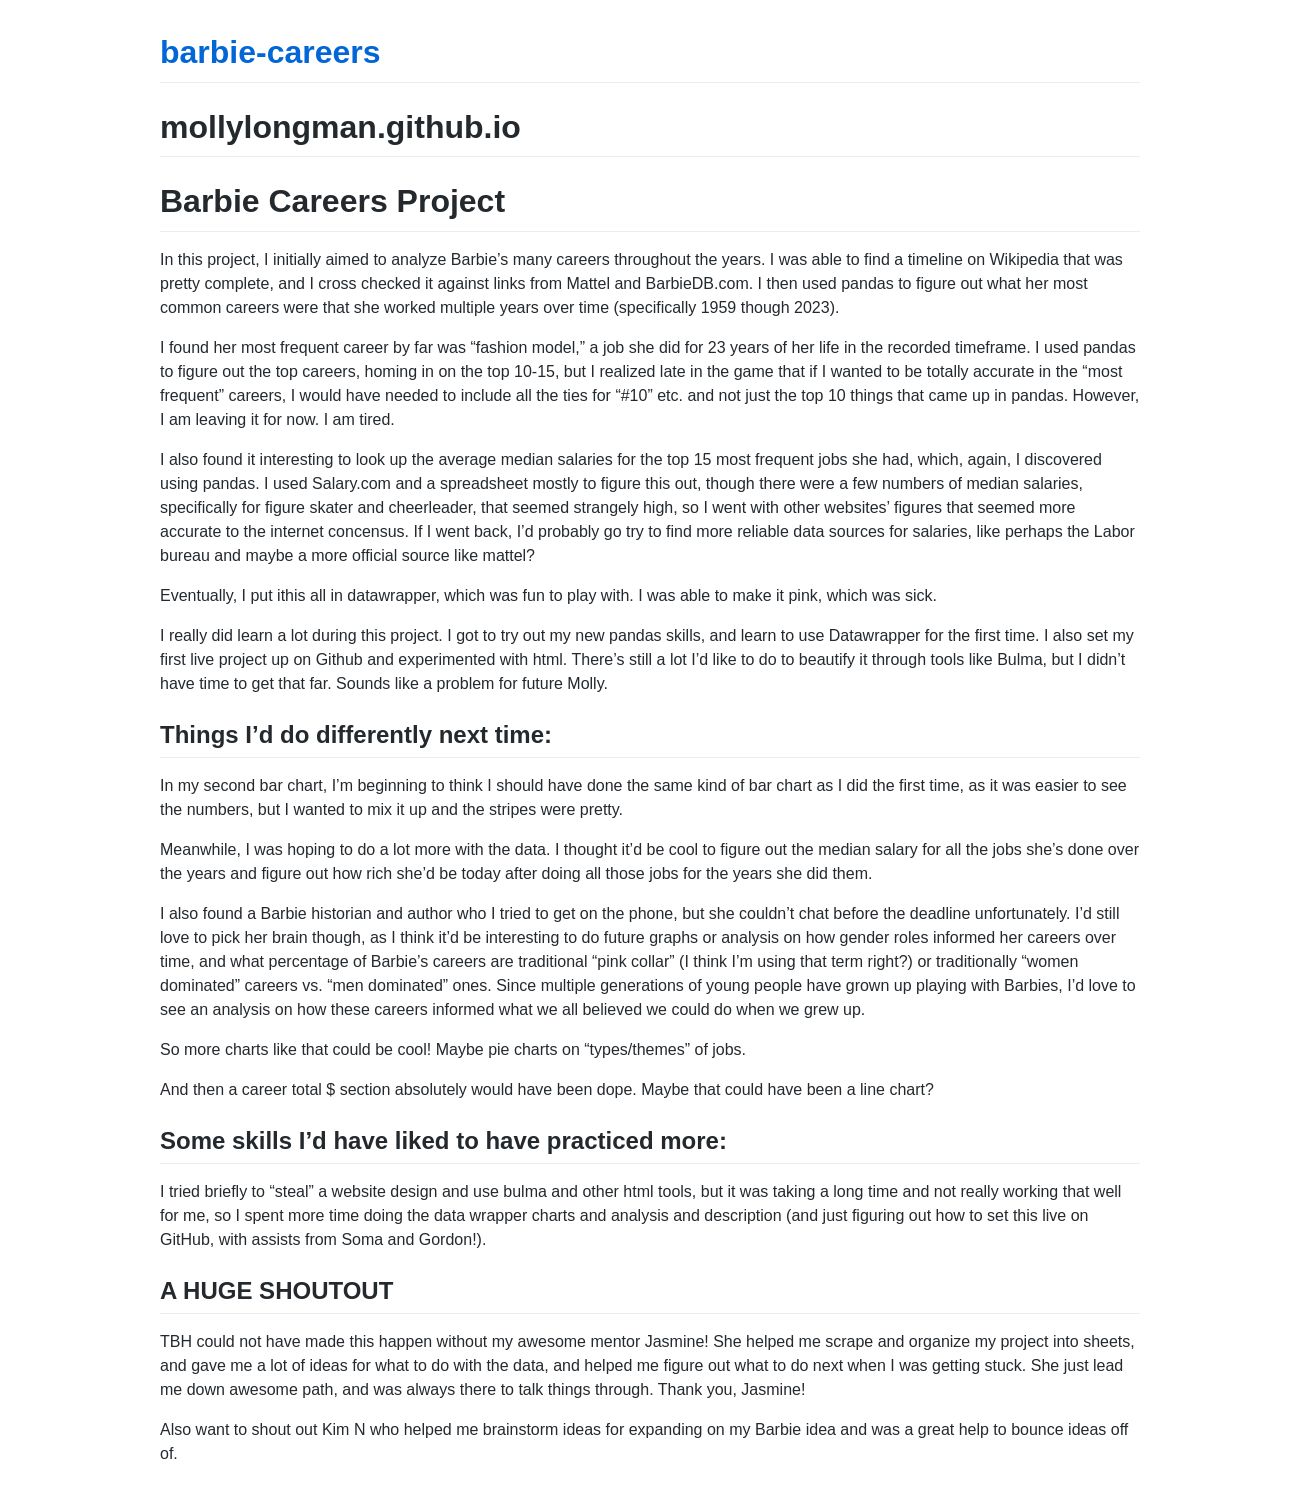 barbie-careers
mollylongman.github.io
Barbie Careers Project
In this project, I initially aimed to analyze Barbie’s many careers throughout the years. I was able to find a timeline on Wikipedia that was
pretty complete, and I cross checked it against links from Mattel and BarbieDB.com. I then used pandas to figure out what her most
common careers were that she worked multiple years over time (specifically 1959 though 2023).
I found her most frequent career by far was “fashion model,” a job she did for 23 years of her life in the recorded timeframe. I used pandas
to figure out the top careers, homing in on the top 10-15, but I realized late in the game that if I wanted to be totally accurate in the “most
frequent” careers, I would have needed to include all the ties for “#10” etc. and not just the top 10 things that came up in pandas. However,
I am leaving it for now. I am tired.
I also found it interesting to look up the average median salaries for the top 15 most frequent jobs she had, which, again, I discovered
using pandas. I used Salary.com and a spreadsheet mostly to figure this out, though there were a few numbers of median salaries,
specifically for figure skater and cheerleader, that seemed strangely high, so I went with other websites’ figures that seemed more
accurate to the internet concensus. If I went back, I’d probably go try to find more reliable data sources for salaries, like perhaps the Labor
bureau and maybe a more official source like mattel?
Eventually, I put ithis all in datawrapper, which was fun to play with. I was able to make it pink, which was sick.
I really did learn a lot during this project. I got to try out my new pandas skills, and learn to use Datawrapper for the first time. I also set my
first live project up on Github and experimented with html. There’s still a lot I’d like to do to beautify it through tools like Bulma, but I didn’t
have time to get that far. Sounds like a problem for future Molly.
Things I’d do differently next time:
In my second bar chart, I’m beginning to think I should have done the same kind of bar chart as I did the first time, as it was easier to see
the numbers, but I wanted to mix it up and the stripes were pretty.
Meanwhile, I was hoping to do a lot more with the data. I thought it’d be cool to figure out the median salary for all the jobs she’s done over
the years and figure out how rich she’d be today after doing all those jobs for the years she did them.
I also found a Barbie historian and author who I tried to get on the phone, but she couldn’t chat before the deadline unfortunately. I’d still
love to pick her brain though, as I think it’d be interesting to do future graphs or analysis on how gender roles informed her careers over
time, and what percentage of Barbie’s careers are traditional “pink collar” (I think I’m using that term right?) or traditionally “women
dominated” careers vs. “men dominated” ones. Since multiple generations of young people have grown up playing with Barbies, I’d love to
see an analysis on how these careers informed what we all believed we could do when we grew up.
So more charts like that could be cool! Maybe pie charts on “types/themes” of jobs.
And then a career total $ section absolutely would have been dope. Maybe that could have been a line chart?
Some skills I’d have liked to have practiced more:
I tried briefly to “steal” a website design and use bulma and other html tools, but it was taking a long time and not really working that well
for me, so I spent more time doing the data wrapper charts and analysis and description (and just figuring out how to set this live on
GitHub, with assists from Soma and Gordon!).
A HUGE SHOUTOUT
TBH could not have made this happen without my awesome mentor Jasmine! She helped me scrape and organize my project into sheets,
and gave me a lot of ideas for what to do with the data, and helped me figure out what to do next when I was getting stuck. She just lead
me down awesome path, and was always there to talk things through. Thank you, Jasmine!
Also want to shout out Kim N who helped me brainstorm ideas for expanding on my Barbie idea and was a great help to bounce ideas off
of.